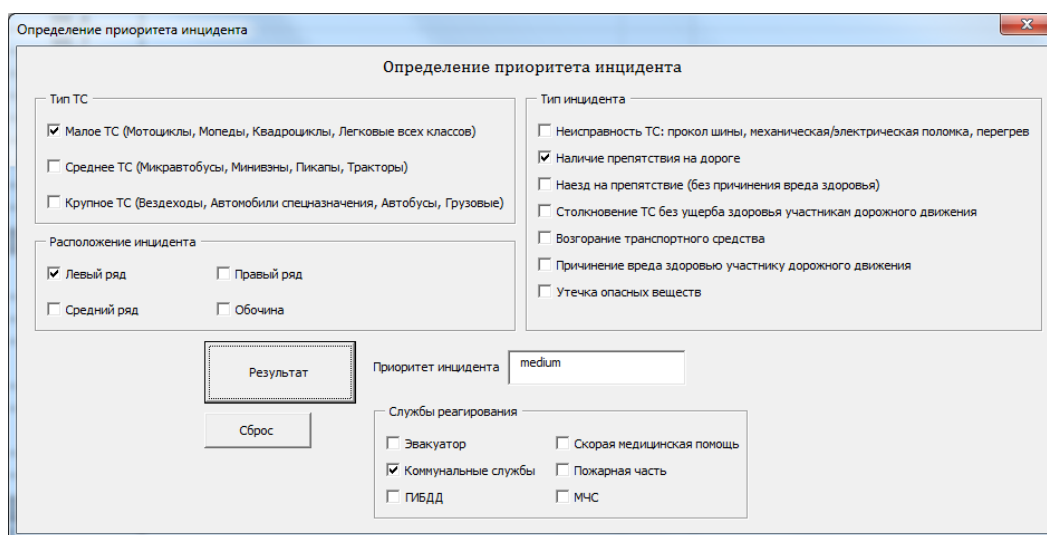 Определение приоритета инцидента
Определение приоритета инцидента
Тип ТС
Малое ТС (Мотоциклы, Мопеды, Квадроциклы, Легковые всех классов)
Среднее ТС (Микравтобусы, Минивэны, Пикапы, Тракторы)
Крупное ТС (Вездеходы, Автомобили спецназначения, Автобусы, Грузовые)
Расположение инцидента
Левый ряд
Правый ряд
Средний ряд
Обочина
Тип инцидента
Неисправность ТС: прокол шины, механическая/электрическая поломка, перегрев
Наличие препятствия на дороге
Наезд на препятствие (без причинения вреда здоровья)
Столкновение ТС без ущерба здоровья участникам дорожного движения
Возгорание транспортного средства
Причинение вреда здоровью участнику дорожного движения
Утечка опасных веществ
Результат
Приоритет инцидента
medium
Сброс
Службы реагирования
Эвакуатор
Скорая медицинская помощь
Коммунальные службы
Пожарная часть
ГИБДД
МЧС